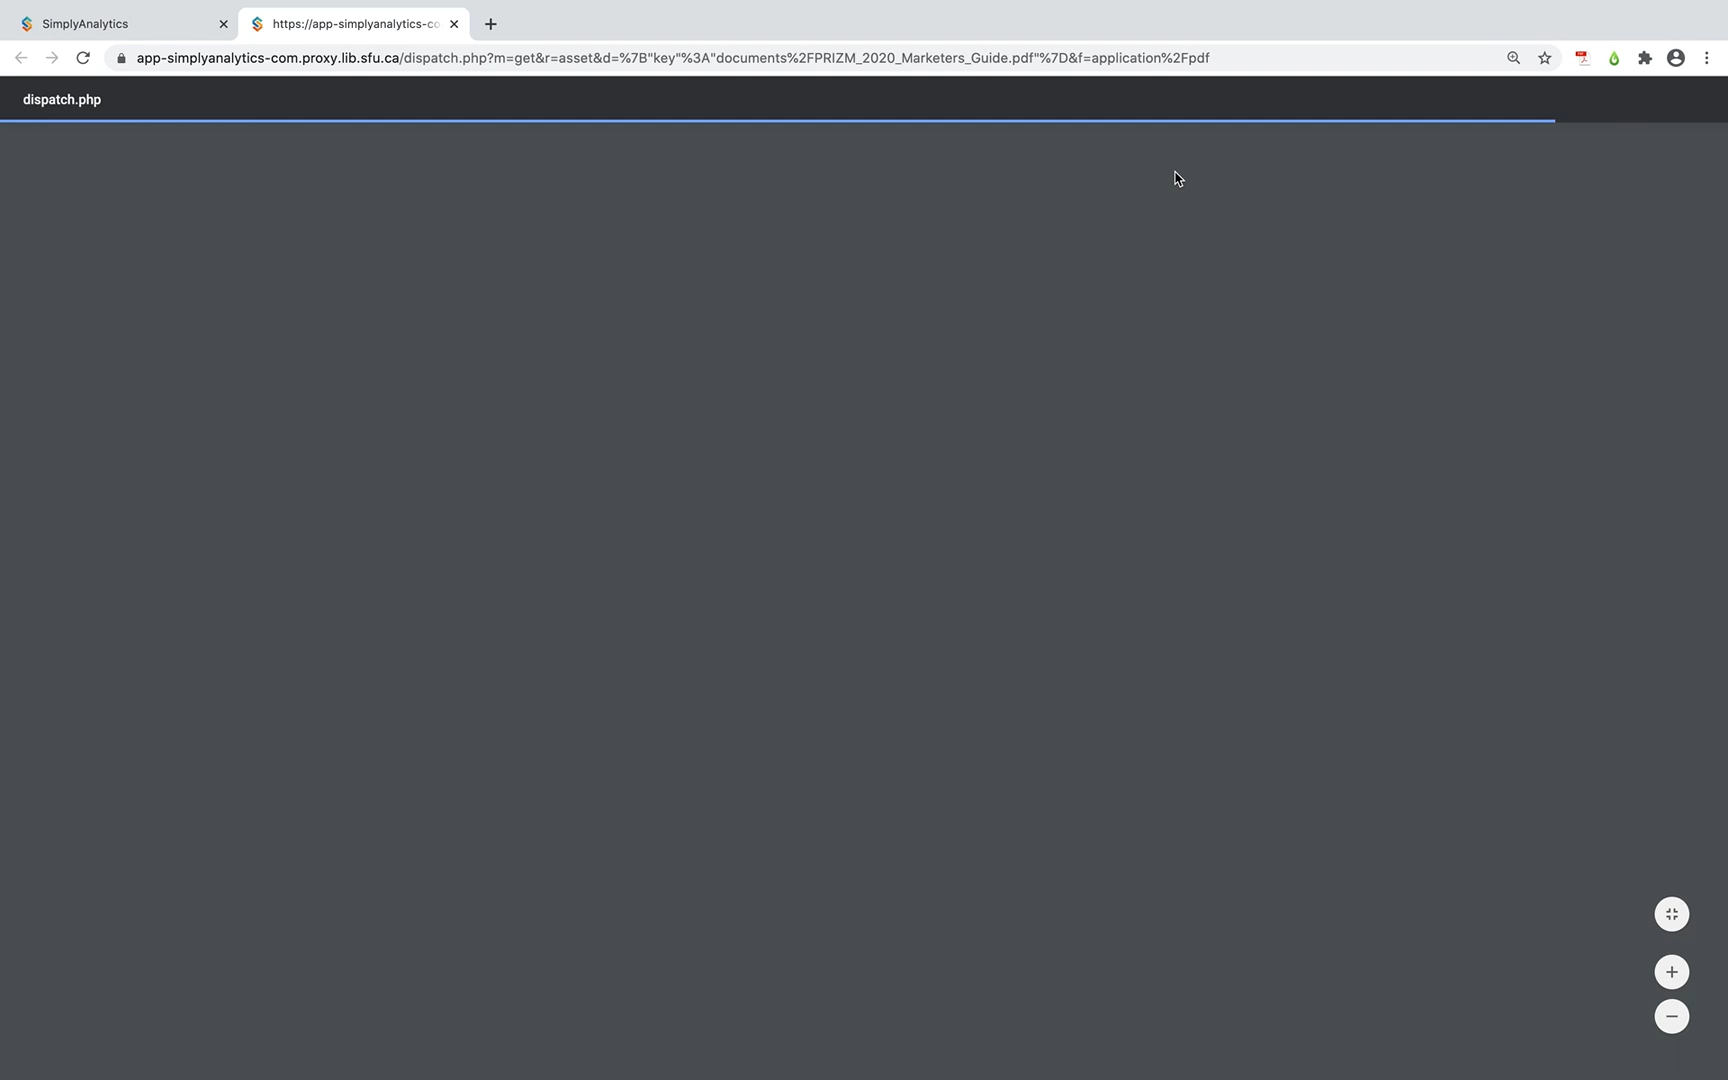 SimplyAnalytics
https://app-simplyanalytics-co
app-simplyanalytics-com.proxy.lib.sfu.ca/dispatch.php?m=get&r=asset&d=%7B"key"%3A"documents%2FPRIZM_2020_Marketers_Guide.pdf"%7D&f=application%2Fpdf
dispatch.php